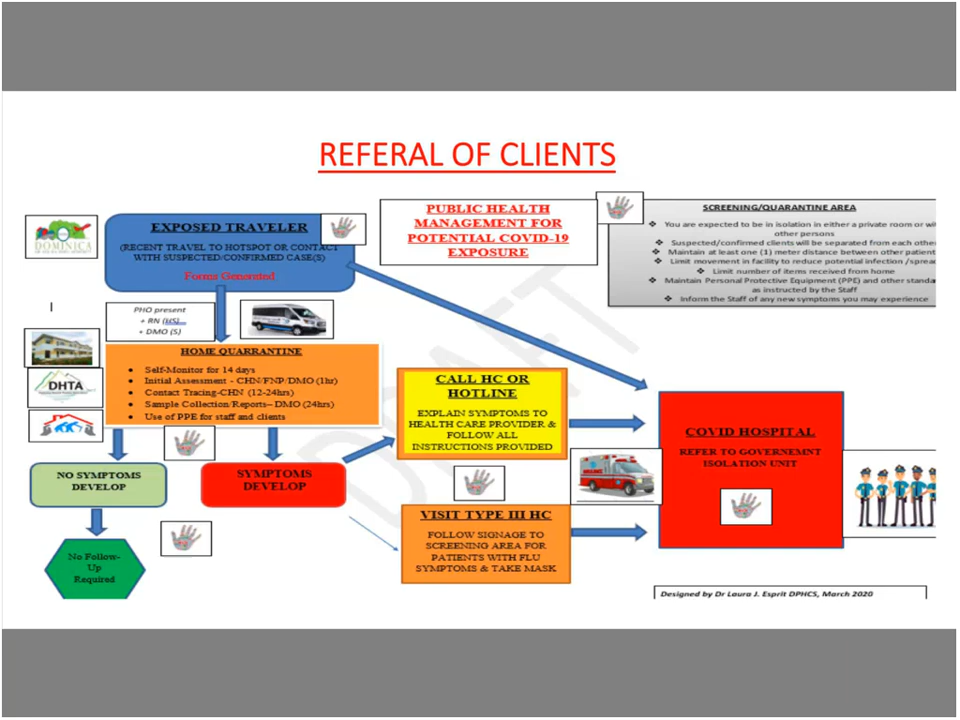 REFERAL OF CLIENTS
DOMINICA
EXPOSED TRAVELER
(RECENT TRAVEL TO HOTSPOT OR CONTACT
WITH SUSPECTED/CONFIRMED CASE(S)
Forms Generated
PUBLIC HEALTH
MANAGEMENT FOR
POTENTIAL COVID-19
EXPOSURE
SCREENING/QUARANTINE AREA
❖ You are expected to be in isolation in either a private room or wi
other persons
❖ Suspected/confirmed clients will be separated from each other
❖ Maintain at least one (1) meter distance between other patient
❖ Limit movement in facility to reduce potential infection /sprea
❖ Limit number of items received from home
❖ Maintain Personal Protective Equipment (PPE) and other standa
as instructed by the Staff
❖ Inform the Staff of any new symptoms you may experience
PHO present
+ RN (HS)
+ DMO (S)
DHTA
HOME QUARRANTINE
• Self-Monitor for 14 days
• Initial Assessment - CHN/FNP/DMO (1hr)
• Contact Tracing-CHN (12-24hrs)
• Sample Collection/Reports– DMO (24hrs)
• Use of PPE for staff and clients
CALL HC OR
HOTLINE
EXPLAIN SYMPTOMS TO
HEALTH CARE PROVIDER &
FOLLOW ALL
INSTRUCTIONS PROVIDED
COVID HOSPITAL
REFER TO GOVERNEMNT
ISOLATION UNIT
NO SYMPTOMS
DEVELOP
SYMPTOMS
DEVELOP
VISIT TYPE III HC
FOLLOW SIGNAGE TO
SCREENING AREA FOR
PATIENTS WITH FLU
SYMPTOMS & TAKE MASK
No Follow-
Up
Required
DRAFT
Designed by Dr Laura J. Esprit DPHCS, March 2020